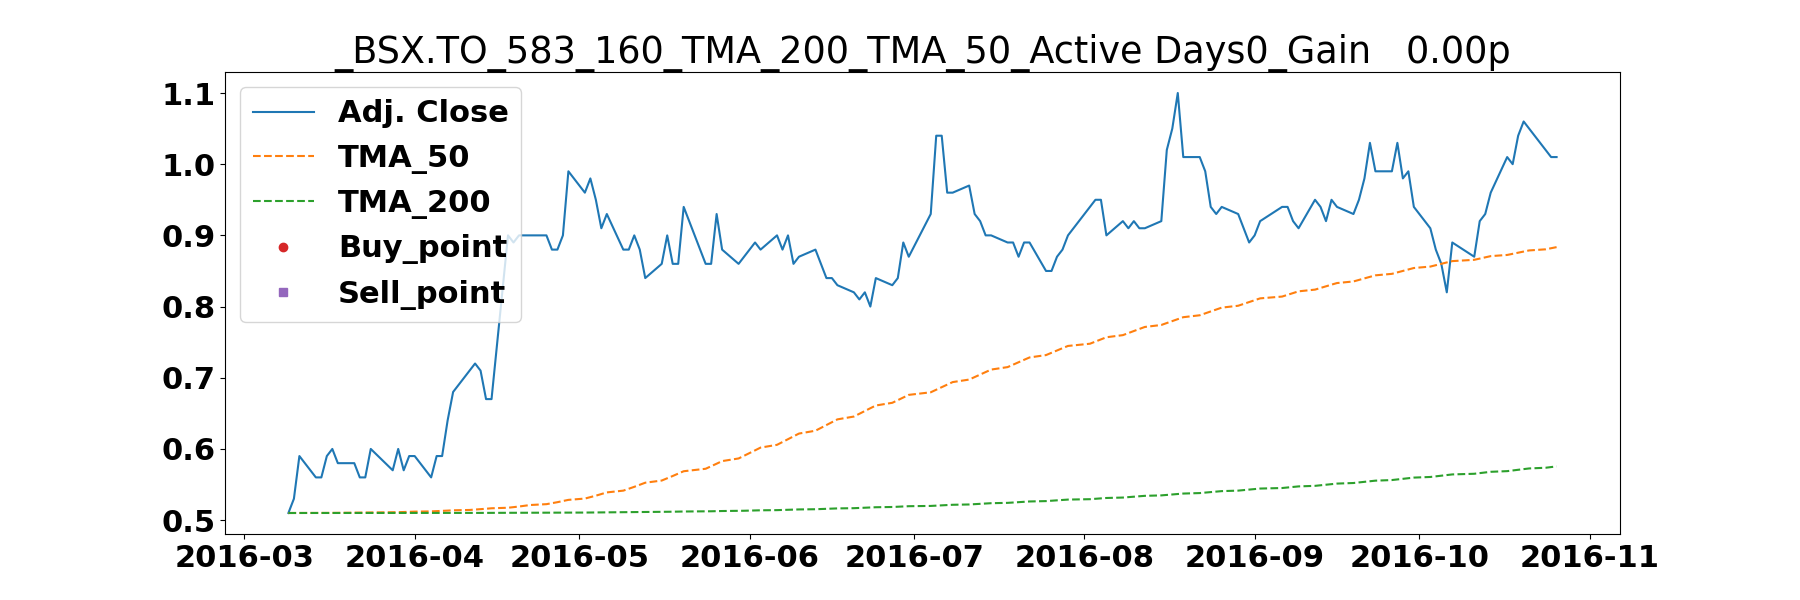 _BSX.TO_583_160_TMA_200_TMA_50_Active Days0_Gain   0.00p
1.1
1.0
0.9
0.8
0.7
0.6
0.5
Adj. Close
TMA_50
TMA_200
Buy_point
Sell_point
2016-03 2016-04 2016-05 2016-06 2016-07 2016-08 2016-09 2016-10 2016-11